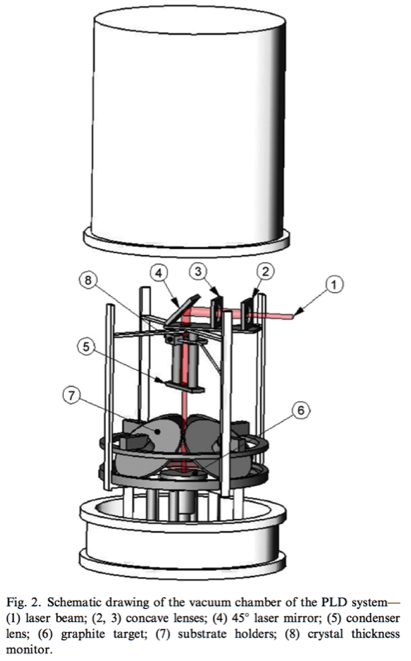 8
4
3
2
1
5
7
6
Fig. 2. Schematic drawing of the vacuum chamber of the PLD system—
(1) laser beam; (2, 3) concave lenses; (4) 45° laser mirror; (5) condenser
lens; (6) graphite target; (7) substrate holders; (8) crystal thickness
monitor.